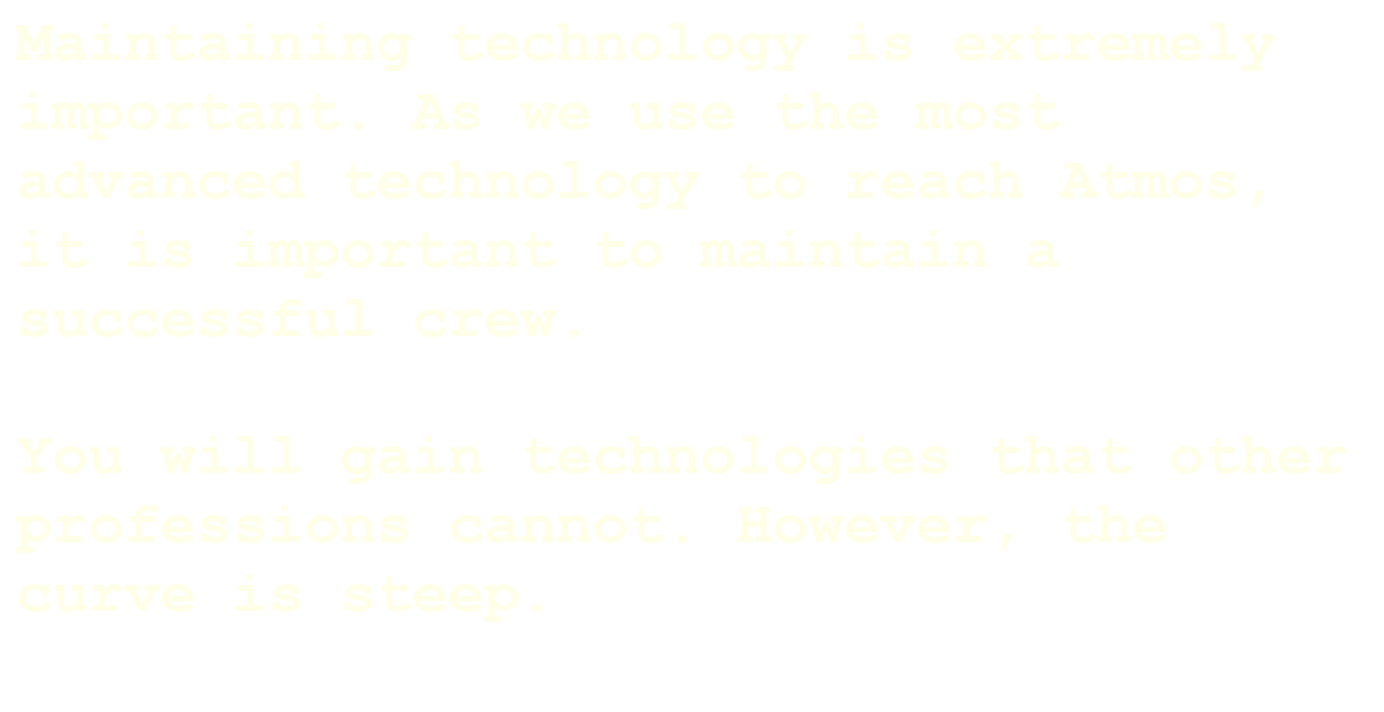 Maintaining technology is extremely
important. As we use the most
advanced technology to reach Atmos,
it is important to maintain a
successful crew.
You will gain technologies that other
professions cannot. However, the
curve is steep.